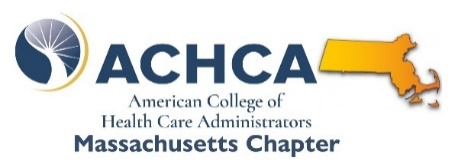 ACHCA
American College of
Health Care Administrators
Massachusetts Chapter